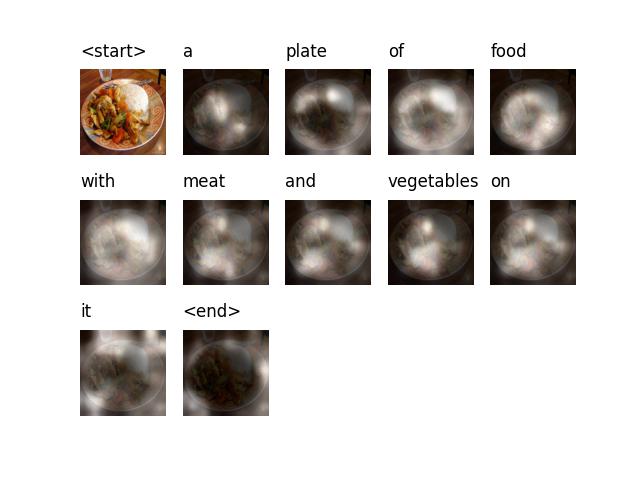 <start> a plate of food
with meat and vegetables on
it <end>